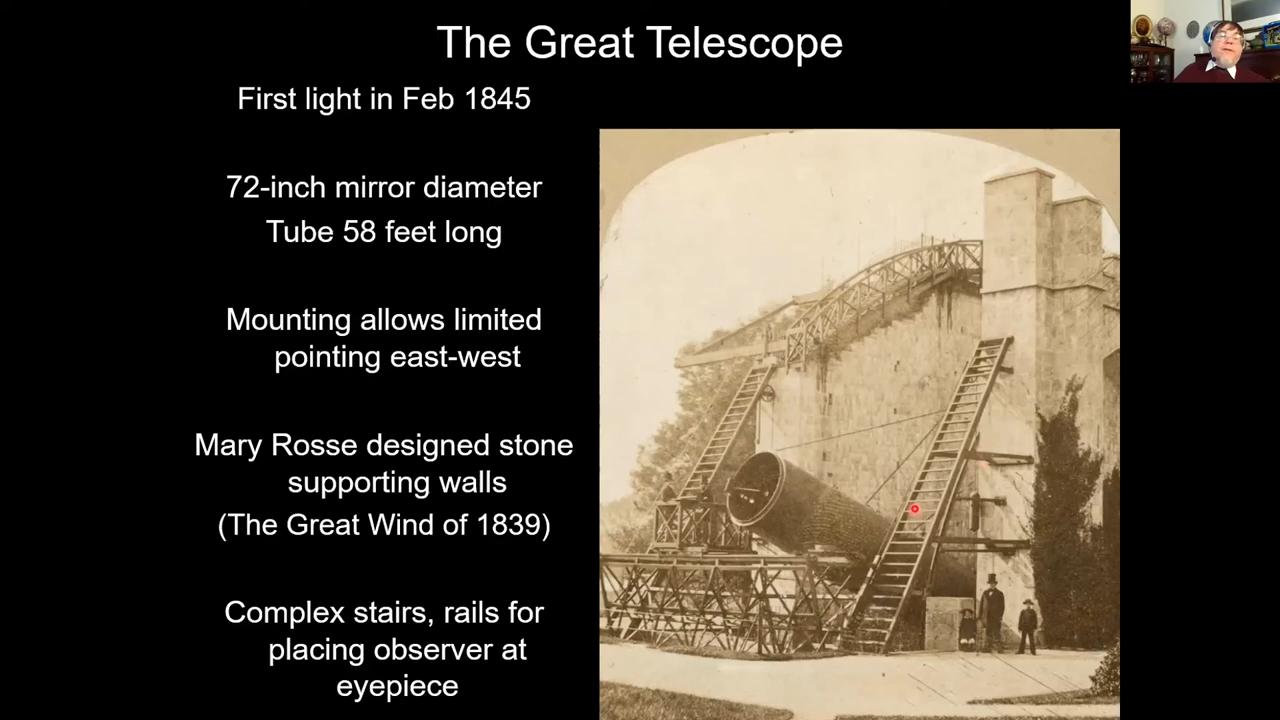 The Great Telescope
First light in Feb 1845
72-inch mirror diameter
Tube 58 feet long
Mounting allows limited
pointing east-west
Mary Rosse designed stone
supporting walls
(The Great Wind of 1839)
Complex stairs, rails for
placing observer at
eyepiece